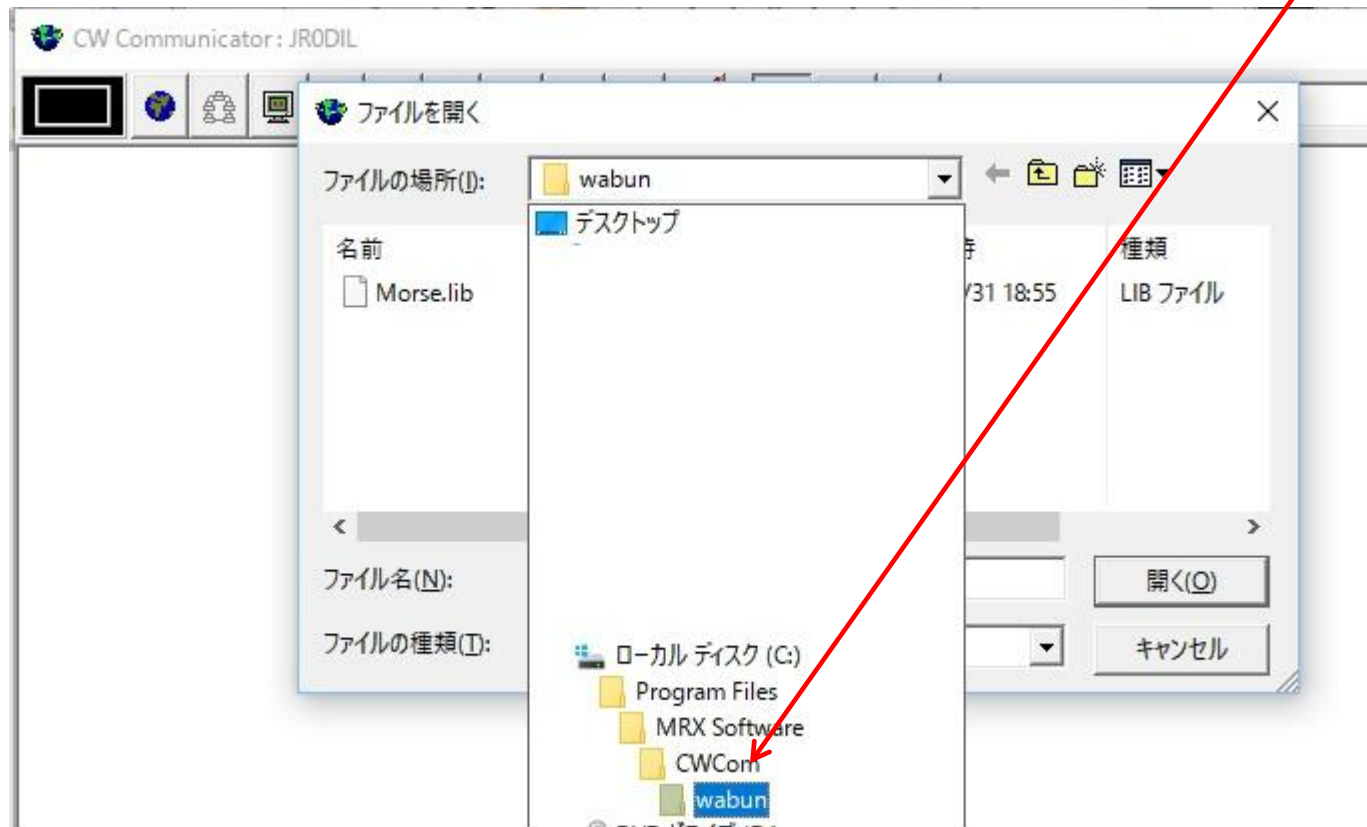 CW Communicator : JR0DIL
ファイルを開く
ファイルの場所(I):
wabun
デスクトップ
名前
種類
Morse.lib
/31 18:55
LIB ファイル
ファイル名(N):
開く(O)
ファイルの種類(T):
キャンセル
ローカル ディスク (C:)
Program Files
MRX Software
CWCom
wabun